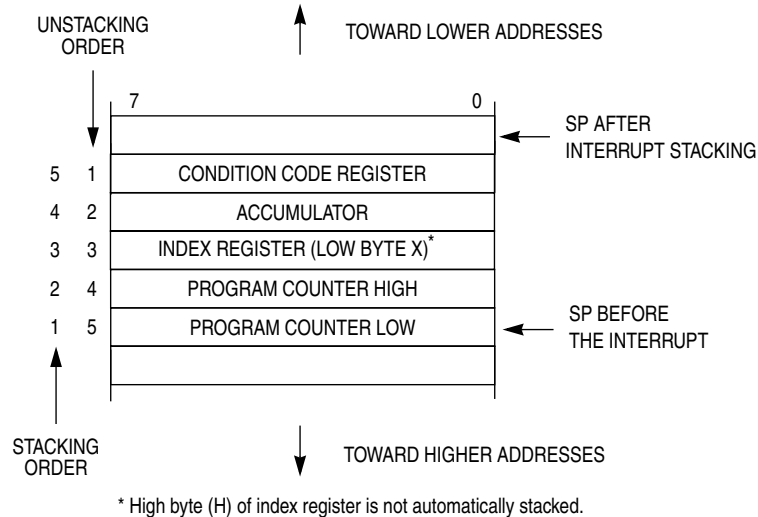 UNSTACKING
ORDER
TOWARD LOWER ADDRESSES
7 0
SP AFTER
INTERRUPT STACKING
5 1 CONDITION CODE REGISTER
4 2 ACCUMULATOR
3 3 INDEX REGISTER (LOW BYTE X)*
2 4 PROGRAM COUNTER HIGH
1 5 PROGRAM COUNTER LOW
SP BEFORE
THE INTERRUPT
STACKING
ORDER
TOWARD HIGHER ADDRESSES
* High byte (H) of index register is not automatically stacked.